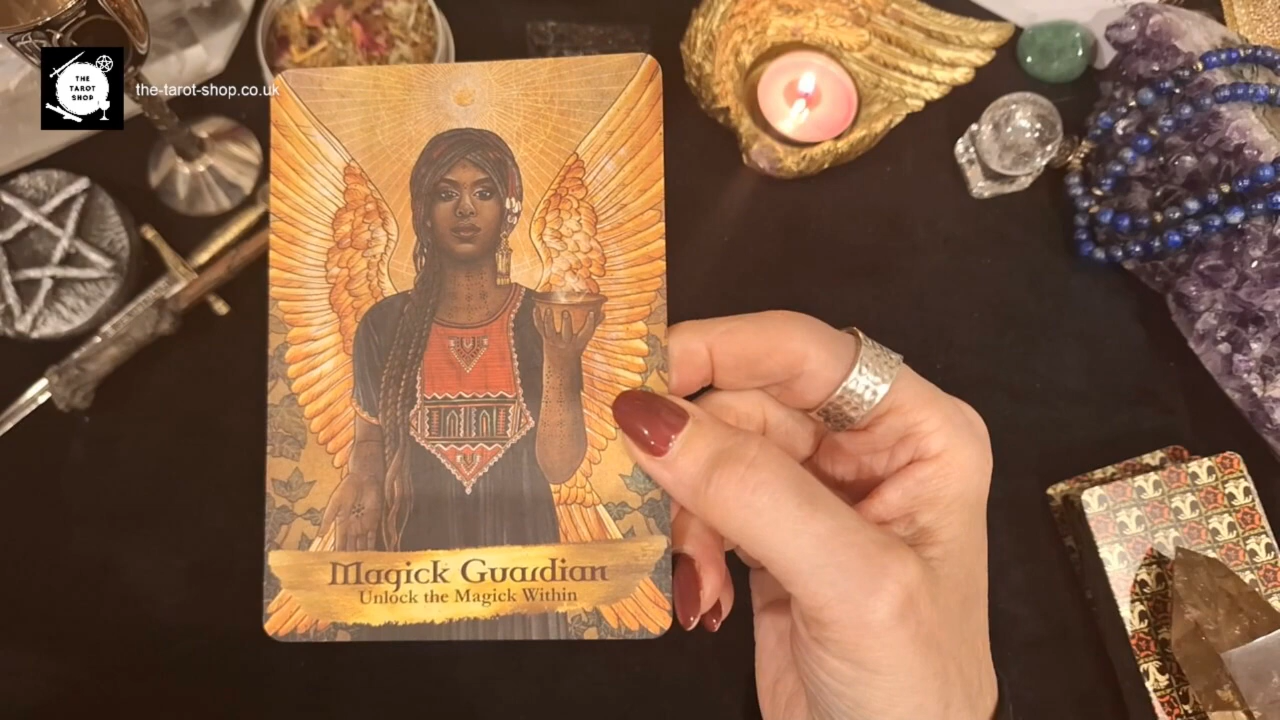 THE
TAROT
SHOP
the-tarot-shop.co.uk
Magick Guardian
Unlock the Magick Within